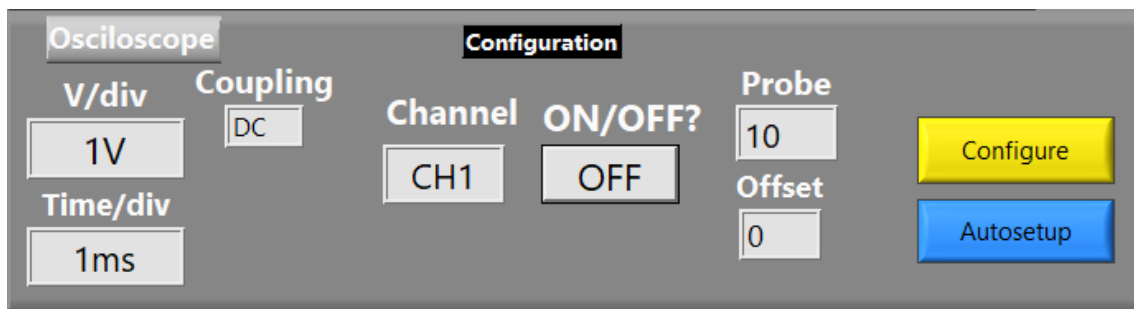 Osciloscope
Configuration
V/div
1V
Time/div
1ms
Coupling
DC
Channel
CH1
ON/OFF?
OFF
Probe
10
Offset
0
Configure
Autosetup